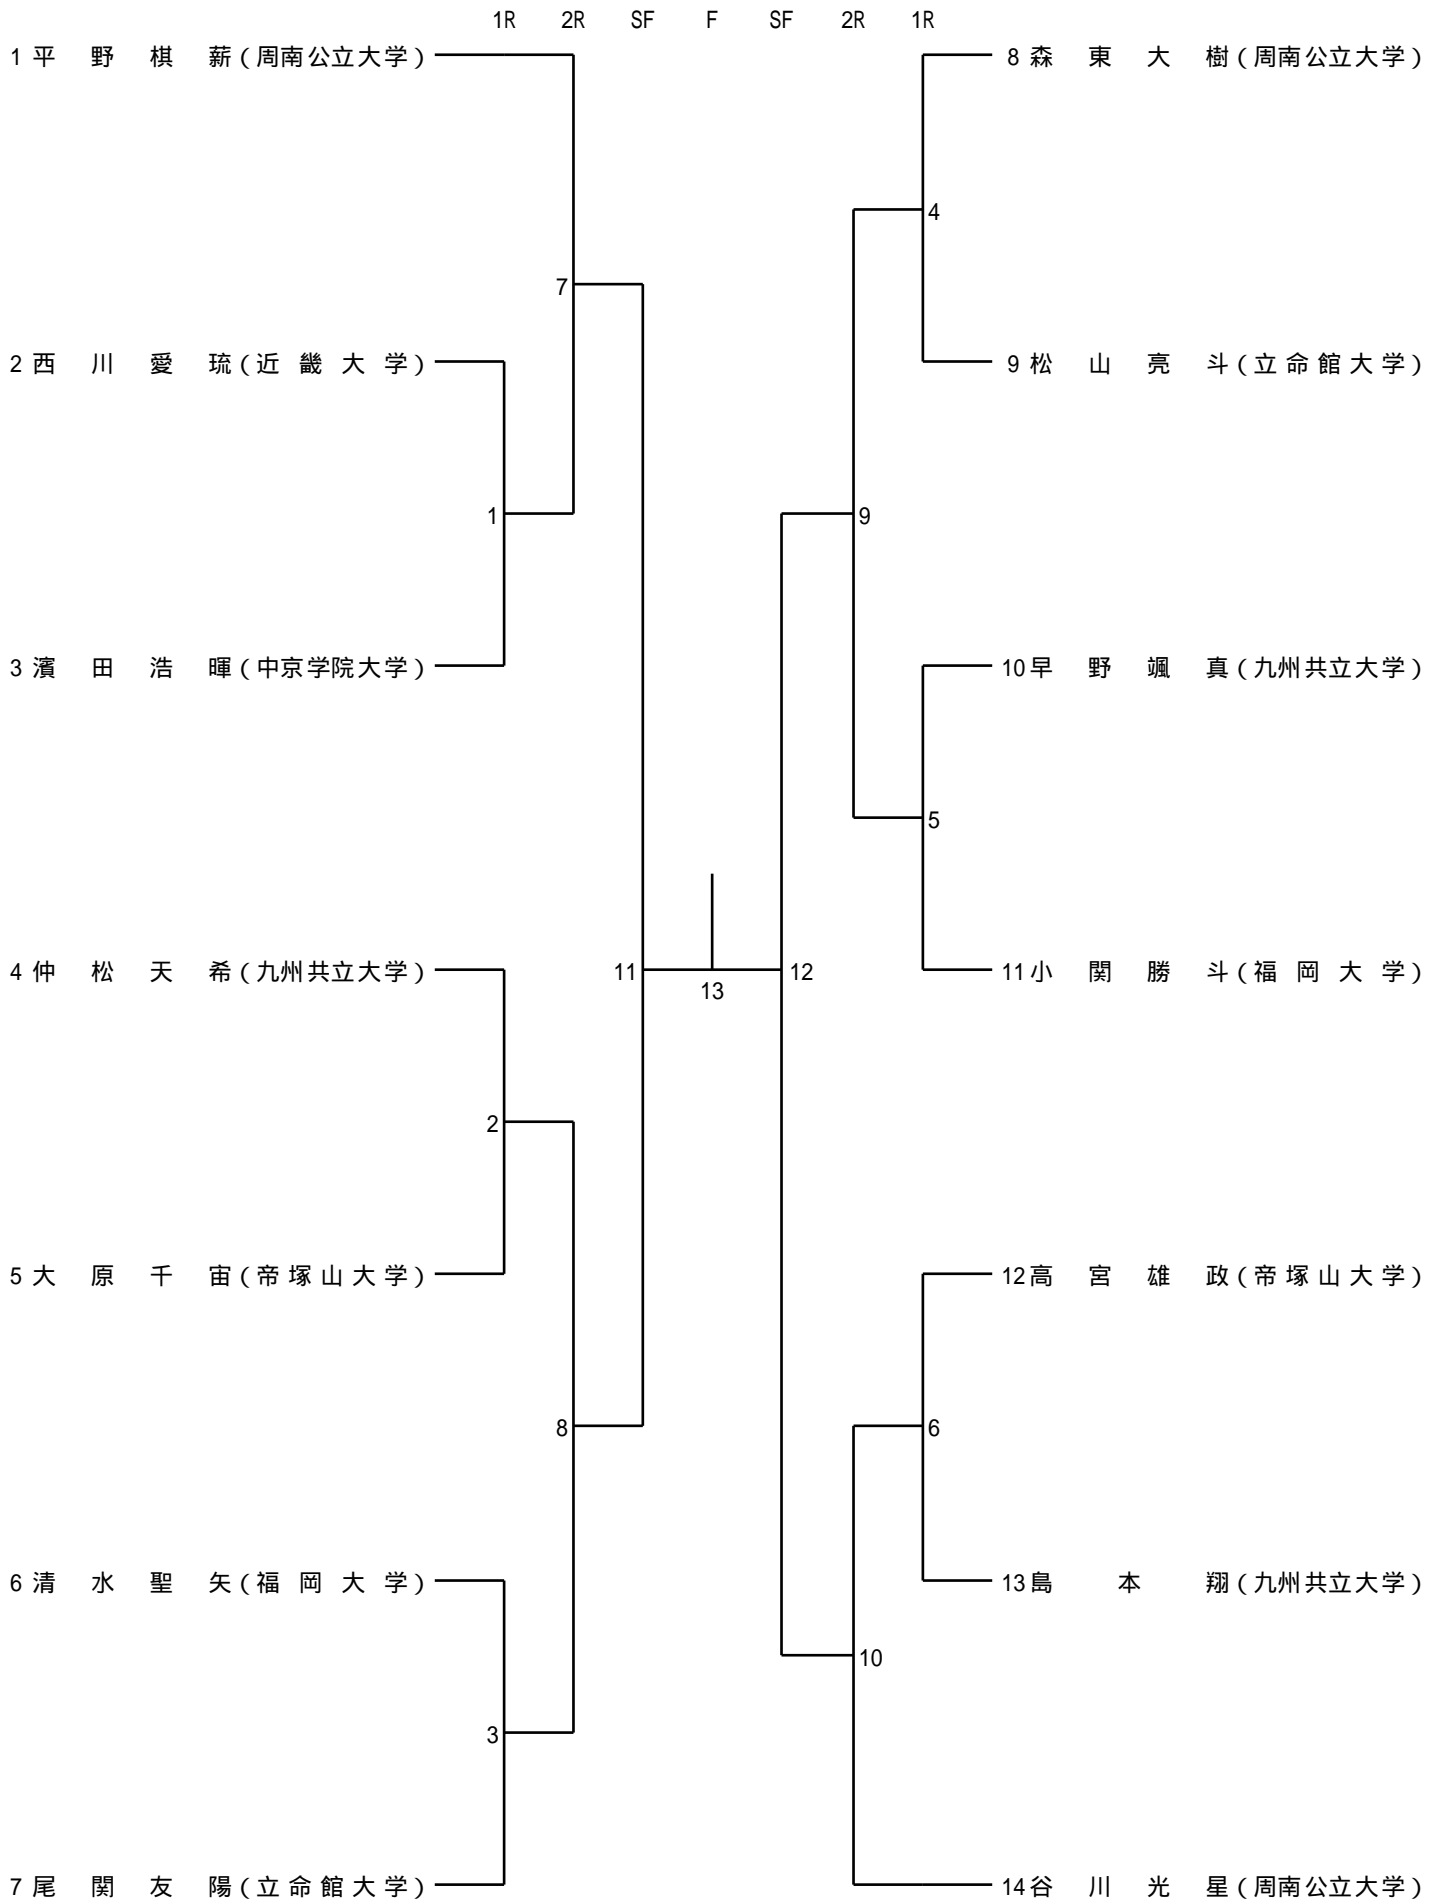 1R 2R SF F SF 2R 1R
1 平野棋薪(周南公立大学)
8 森東大樹(周南公立大学)
4
7
2 西川愛琉(近畿大学)
9 松山亮斗(立命館大学)
1
9
3 濱田浩暉(中京学院大学)
10 早野颯真(九州共立大学)
5
4 仲松天希(九州共立大学)
11
12
11 小関勝斗(福岡大学)
13
2
5 大原千宙(帝塚山大学)
12 高宮雄政(帝塚山大学)
8
6
6 清水聖矢(福岡大学)
13 島本翔(九州共立大学)
10
3
7 尾関友陽(立命館大学)
14 谷川光星(周南公立大学)